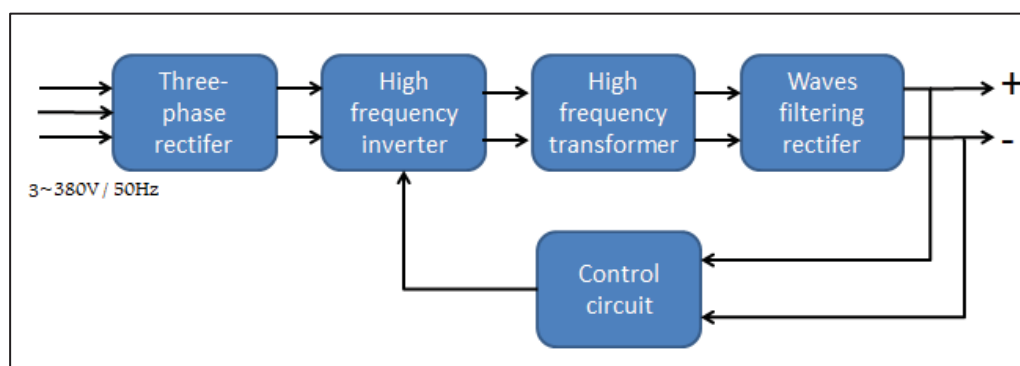 Three-
phase
rectifer
High
frequency
inverter
High
frequency
transformer
Waves
filtering
rectifer
+
-
3~380V / 50Hz
Control
circuit